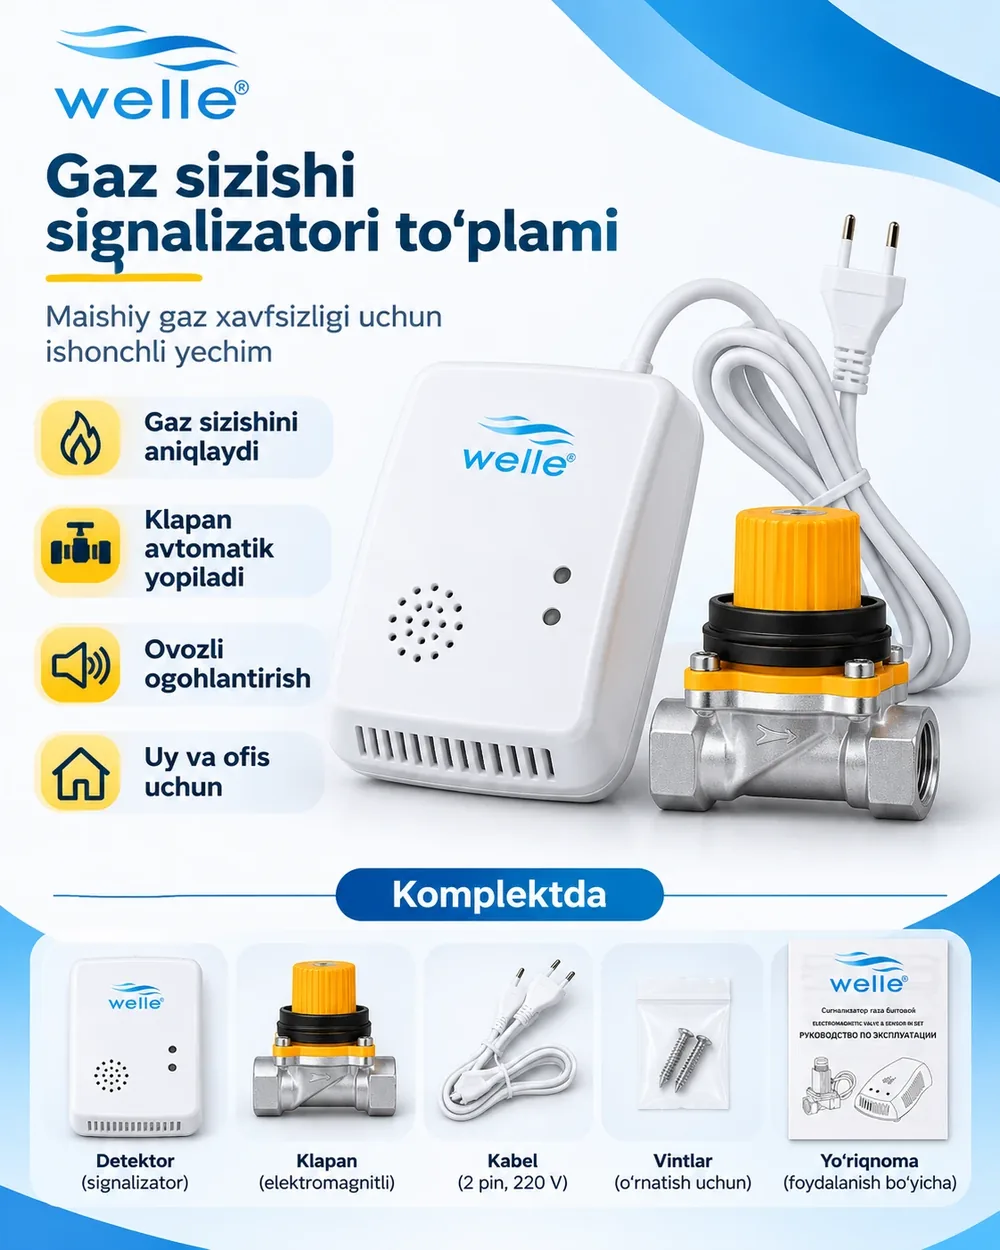 welle®
Gaz sizishi
signalizatori to‘plami
Maishiy gaz xavfsizligi uchun
ishonchli yechim
Gaz sizishini
aniqlaydi
Klapan
avtomatik
yopiladi
Ovozli
ogohlantirish
Uy va ofis
uchun
welle®
Komplektda
welle®
Detektor
(signalizator)
Klapan
(elektromagnitli)
Kabel
(2 pin, 220 V)
Vintlar
(o‘rnatish uchun)
welle®
Сигнализатор газа бытовой
ELECTROMAGNETIC VALVE & SENSOR IN SET
РУКОВОДСТВО ПО ЭКСПЛУАТАЦИИ
Yo‘riqnoma
(foydalanish bo‘yicha)